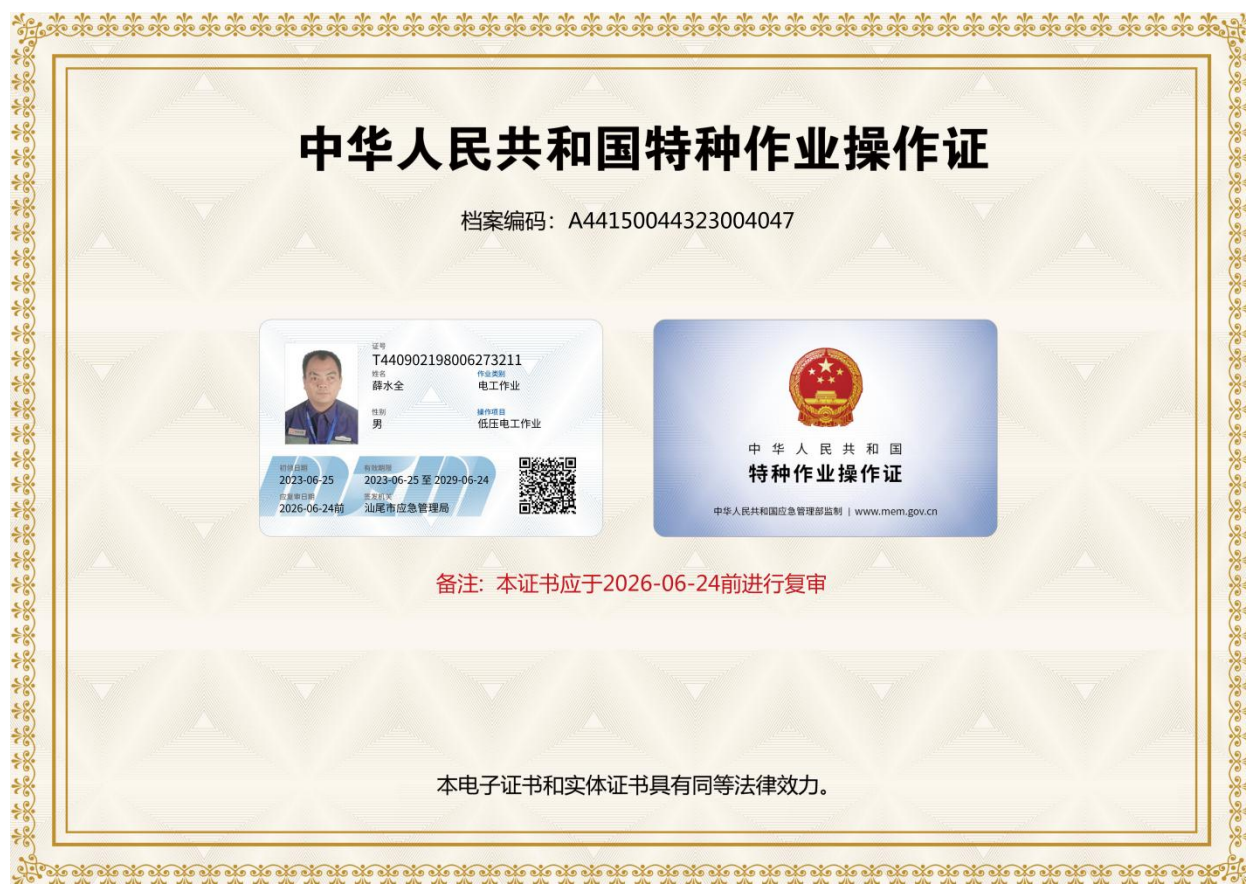 中华人民共和国特种作业操作证
档案编码：A44150044323004047
证号
T440902198006273211
姓名 作业类别
薛水全 电工作业
性别 操作项目
男 低压电工作业
初领日期 有效期限
2023-06-25 2023-06-25 至 2029-06-24
应复审日期 签发机关
2026-06-24前 汕尾市应急管理局
MEM
中华人民共和国
特种作业操作证
中华人民共和国应急管理部监制 | www.mem.gov.cn
备注: 本证书应于2026-06-24前进行复审
本电子证书和实体证书具有同等法律效力。